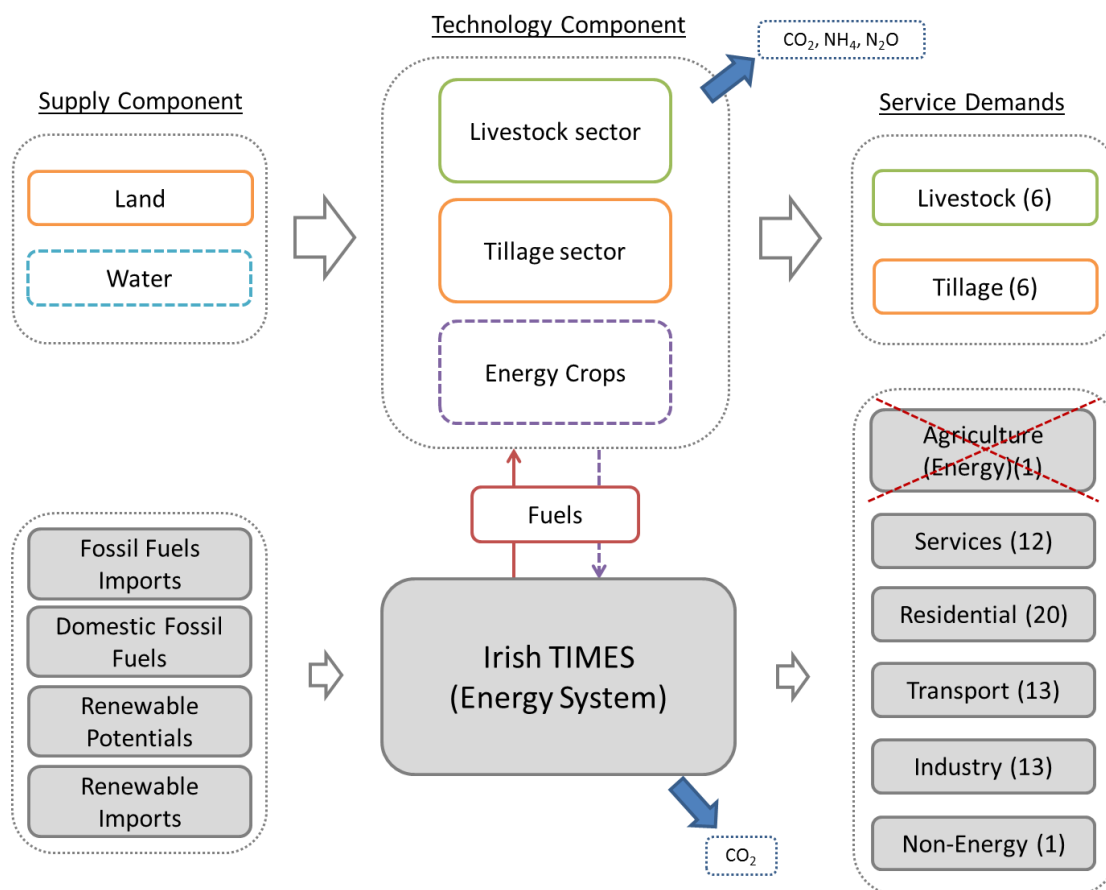 Technology Component
CO₂, NH₄, N₂O
Supply Component
Service Demands
Livestock sector
Land
Livestock (6)
Tillage sector
Water
Tillage (6)
Energy Crops
Agriculture
(Energy)(1)
Fuels
Fossil Fuels
Imports
Services (12)
Domestic Fossil
Fuels
Residential (20)
Irish TIMES
(Energy System)
Renewable
Potentials
Transport (13)
Renewable
Imports
Industry (13)
CO₂
Non-Energy (1)